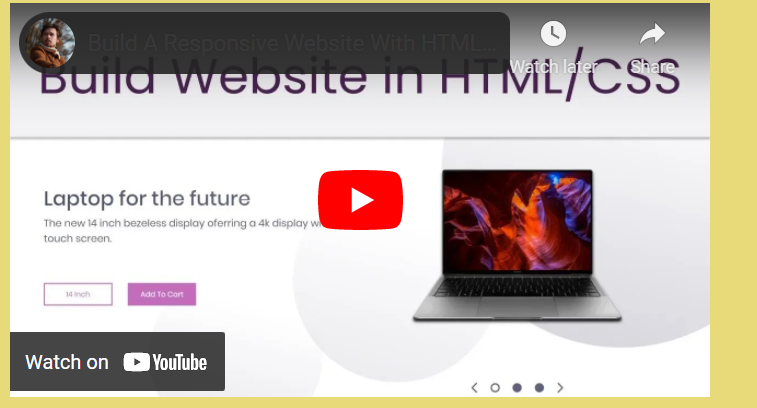 Build A Responsive Website With HTML...
Watch later
Share
Build Website in HTML/CSS
Laptop for the future
The new 14 inch bezeless display oferring a 4k display wi
touch screen.
14 Inch
Add To Cart
Watch on YouTube